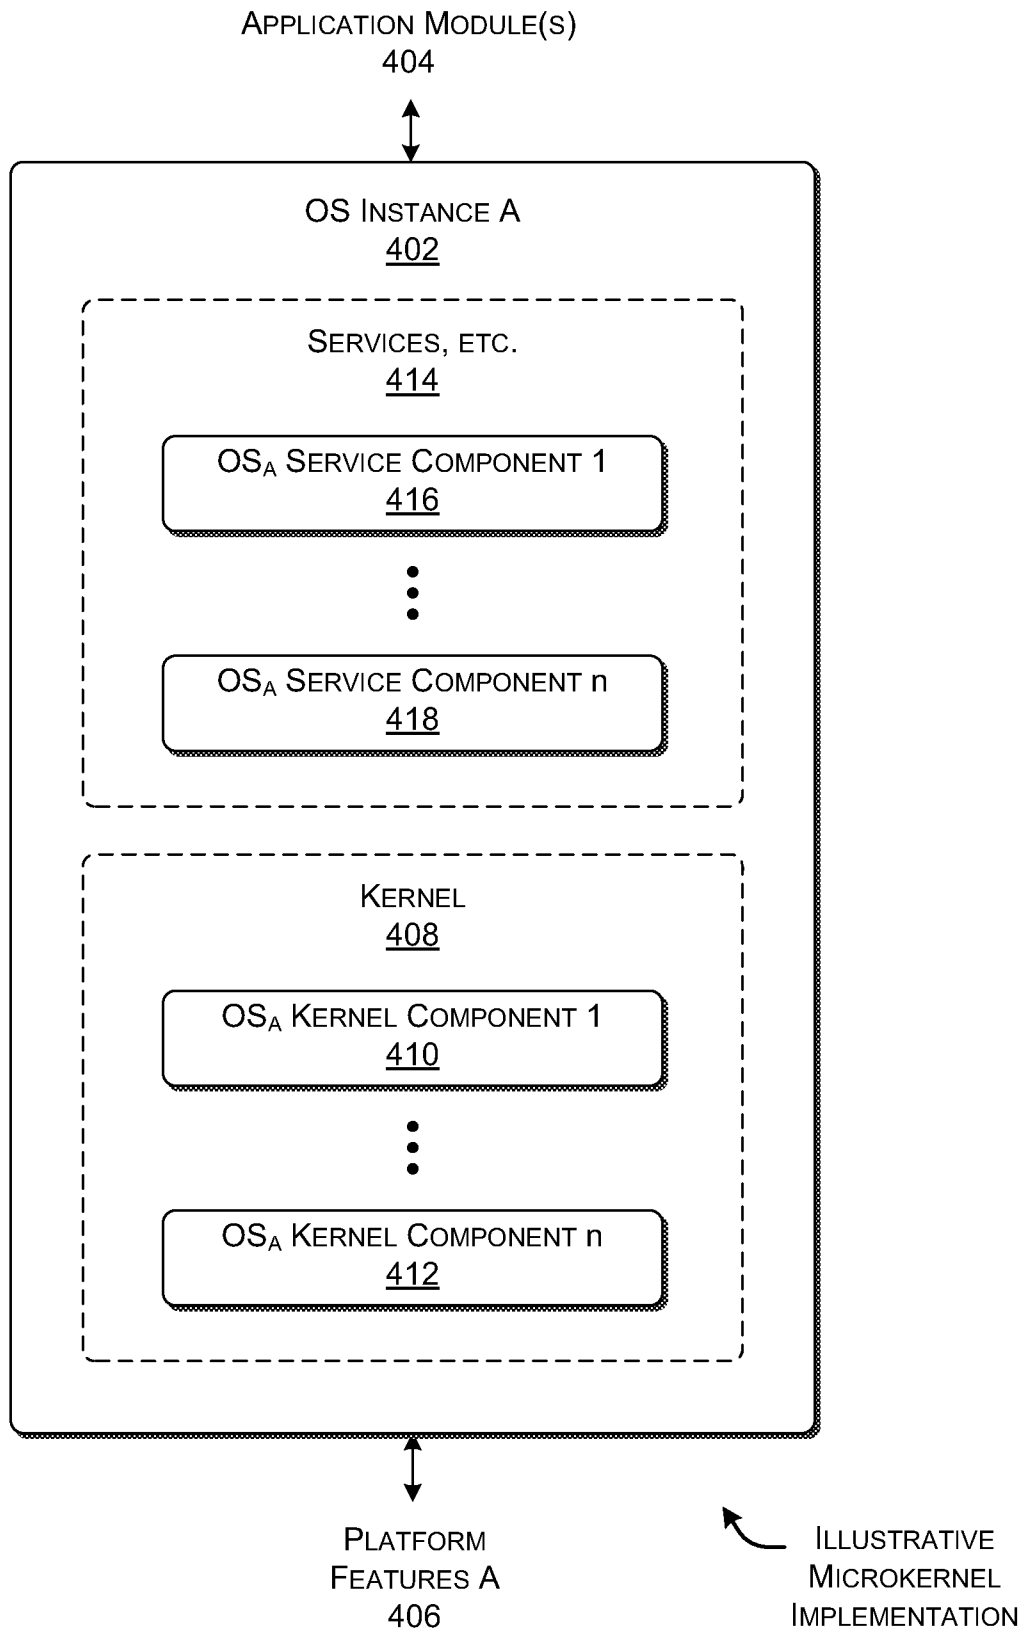 APPLICATION MODULE(S)
404
OS INSTANCE A
402
SERVICES, ETC.
414
OSA SERVICE COMPONENT 1
416
OSA SERVICE COMPONENT n
418
KERNEL
408
OSA KERNEL COMPONENT 1
410
OSA KERNEL COMPONENT n
412
PLATFORM
FEATURES A
406
ILLUSTRATIVE
MICROKERNEL
IMPLEMENTATION